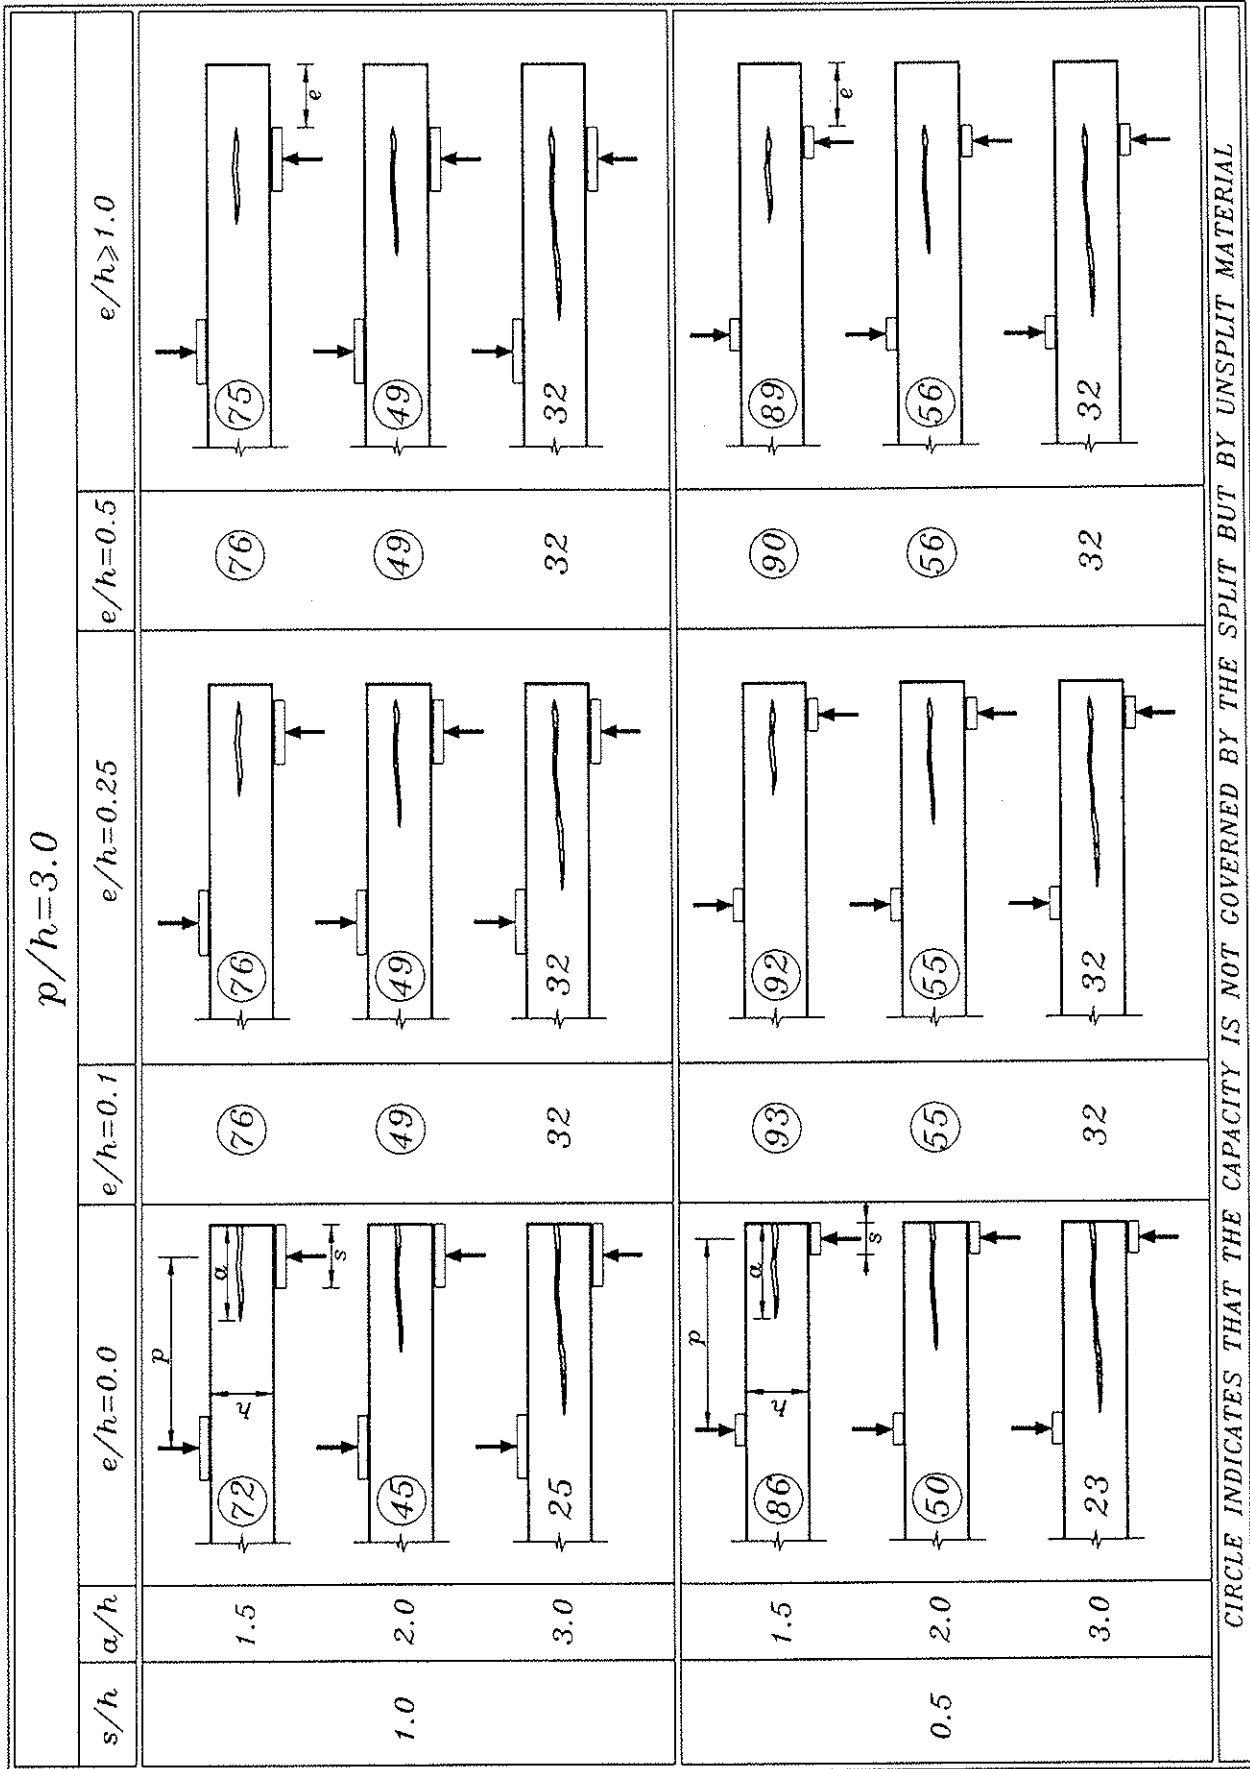 p/h=3.0
s/h a/h e/h=0.0 e/h=0.1 e/h=0.25 e/h=0.5 e/h⩾1.0
p
1.5 72 h a 76 76 76 75
s e
1.0 2.0 45 49 49 49 49
3.0 25 32 32 32 32
p
1.5 86 h a 93 92 90 89
s e
0.5 2.0 50 55 55 56 56
3.0 23 32 32 32 32
CIRCLE INDICATES THAT THE CAPACITY IS NOT GOVERNED BY THE SPLIT BUT BY UNSPLIT MATERIAL